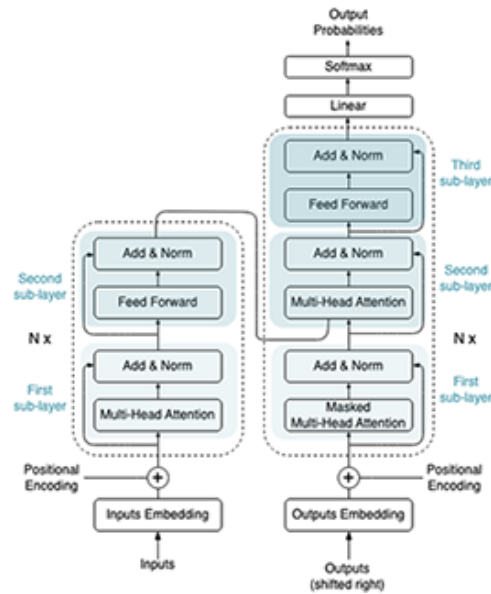 Output
Probabilities
Softmax
Linear
Add & Norm
Feed Forward
Third
sub-layer
Add & Norm
Multi-Head Attention
Second
sub-layer
Add & Norm
Masked
Multi-Head Attention
First
sub-layer
N x
Positional
Encoding
Outputs Embedding
Outputs
(shifted right)
Add & Norm
Feed Forward
Second
sub-layer
N x
Add & Norm
Multi-Head Attention
First
sub-layer
Positional
Encoding
Inputs Embedding
Inputs